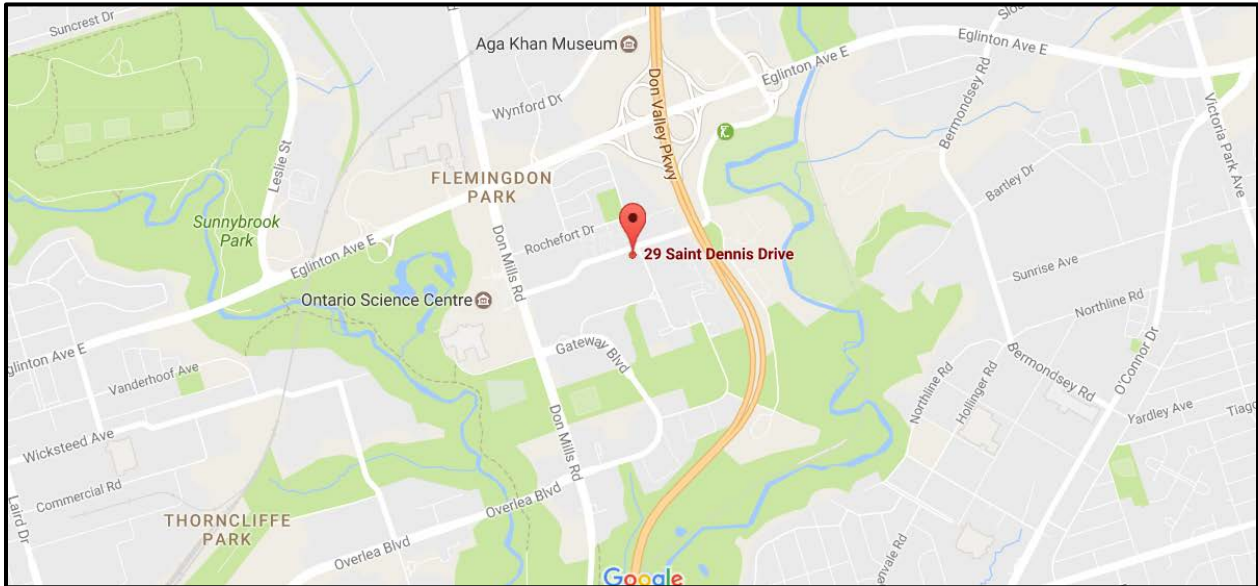 Suncrest Dr
Aga Khan Museum
Eglinton Ave E
Eglinton Ave E
Wynford Dr
Don Valley Pkwy
Bermondsey Rd
Victoria Park Ave
Leslie St
FLEMINGDON
PARK
Bartley Dr
Sunnybrook
Park
Rochefort Dr
29 Saint Dennis Drive
Eglinton Ave E
Don Mills Rd
Sunrise Ave
Ontario Science Centre
Northline Rd
Gateway Blvd
O'Connor Dr
Vanderhoof Ave
Bermondsey Rd
Northline Rd
Hollinger Rd
Yardley Ave
Wicksteed Ave
Don Mills Rd
Commercial Rd
Overlea Blvd
Laird Dr
THORNCLIFFE
PARK
Overlea Blvd
Google